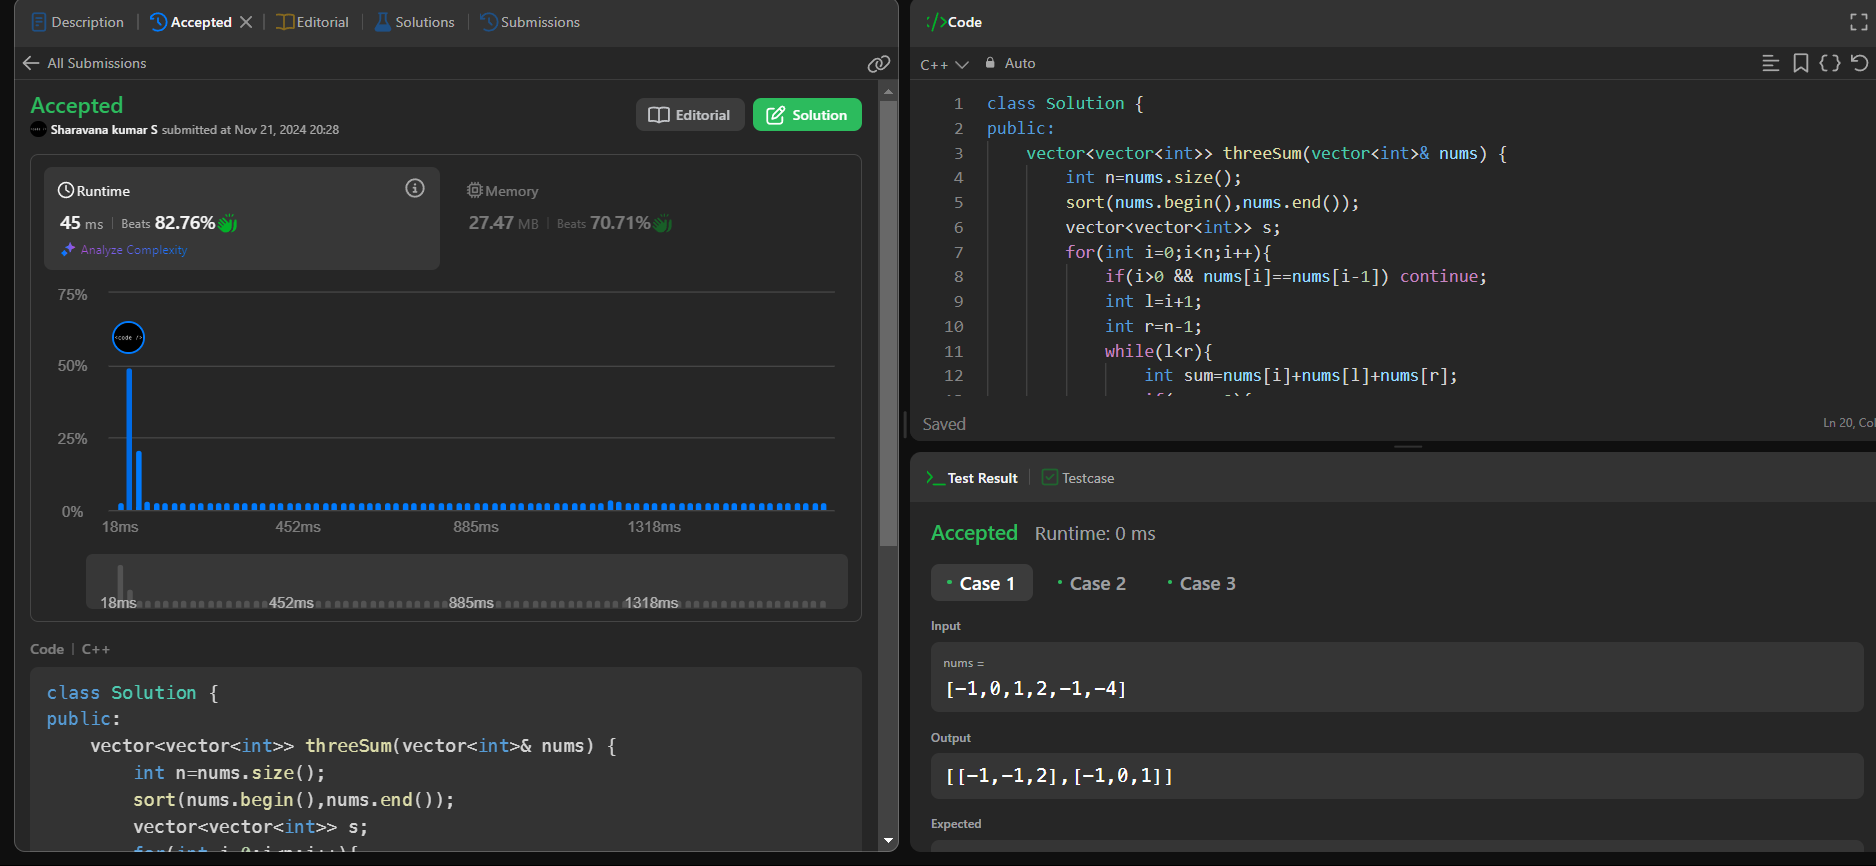 Description
Accepted
Editorial
Solutions
Submissions
All Submissions
Accepted
Sharavana kumar S submitted at Nov 21, 2024 20:28
Editorial
Solution
Runtime
45 ms | Beats 82.76%
Analyze Complexity
Memory
27.47 MB | Beats 70.71%
75%
<code />
50%
25%
0%
18ms 452ms 885ms 1318ms
18ms 452ms 885ms 1318ms
Code | C++
class Solution {
public:
    vector<vector<int>> threeSum(vector<int>& nums) {
        int n=nums.size();
        sort(nums.begin(),nums.end());
        vector<vector<int>> s;
        for(int i=0;i<n;i++){
</> Code
C++ Auto
1 class Solution {
2 public:
3     vector<vector<int>> threeSum(vector<int>& nums) {
4         int n=nums.size();
5         sort(nums.begin(),nums.end());
6         vector<vector<int>> s;
7         for(int i=0;i<n;i++){
8             if(i>0 && nums[i]==nums[i-1]) continue;
9             int l=i+1;
10             int r=n-1;
11             while(l<r){
12                 int sum=nums[i]+nums[l]+nums[r];
Saved
Ln 20, Col
>_ Test Result
Testcase
Accepted Runtime: 0 ms
Case 1 Case 2 Case 3
Input
nums =
[-1,0,1,2,-1,-4]
Output
[[-1,-1,2],[-1,0,1]]
Expected